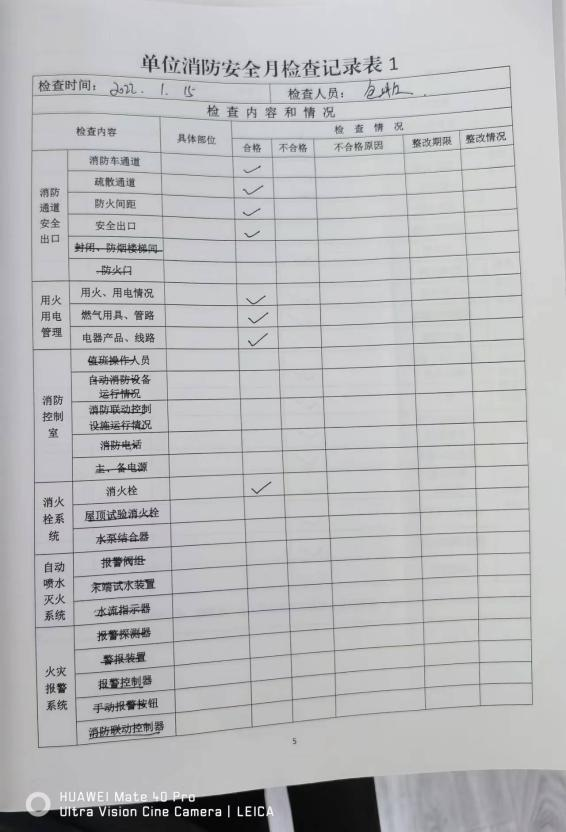 单位消防安全月检查记录表 1
检查时间： 2022. 1. 15 检查人员：
检 查 内 容 和 情 况
检查内容 具体部位 检 查 情 况
合格 不合格 不合格原因 整改期限 整改情况
消防
通道
安全
出口
消防车通道 ✓
疏散通道 ✓
防火间距 ✓
安全出口 ✓
封闭、防烟楼梯间
防火门
用火
用电
管理
用火、用电情况 ✓
燃气用具、管路 ✓
电器产品、线路 ✓
消防
控制
室
值班操作人员
自动消防设备
运行情况
消防联动控制
设施运行情况
消防电话
主、备电源
消火
栓系
统
消火栓 ✓
屋顶试验消火栓
水泵结合器
自动
喷水
灭火
系统
报警阀组
末端试水装置
水流指示器
火灾
报警
系统
报警探测器
警报装置
报警控制器
手动报警按钮
消防联动控制器
5
HUAWEI Mate 40 Pro
Ultra Vision Cine Camera | LEICA